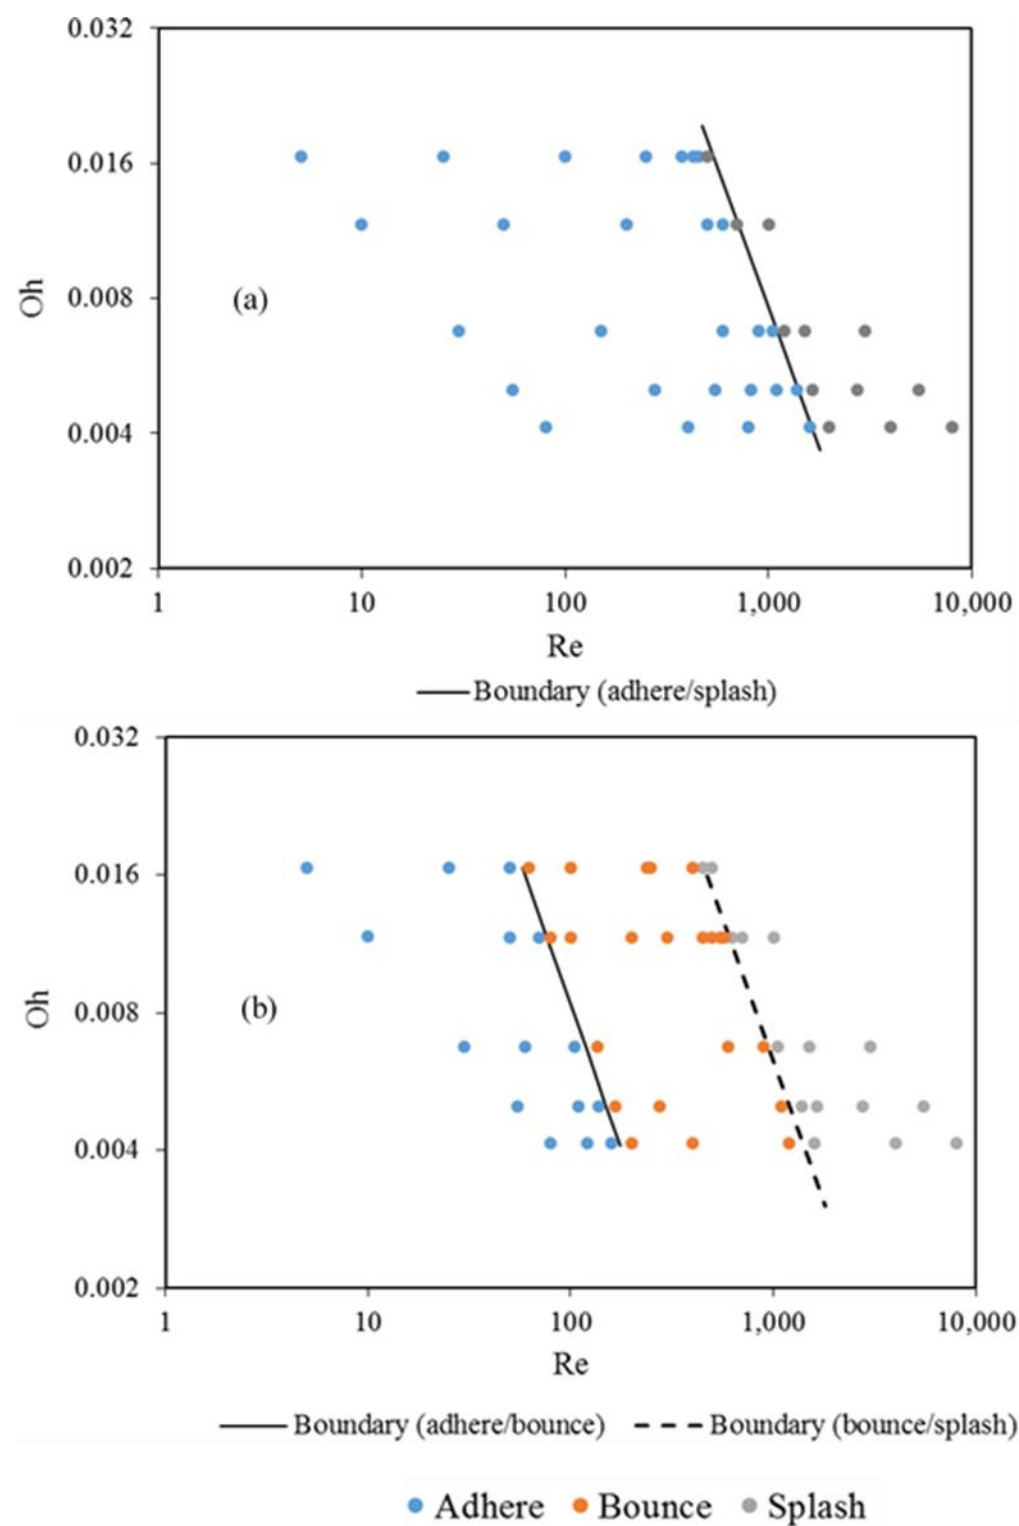 0.032
0.016
0.008
0.004
0.002
Oh
(a)
1 10 100 1,000 10,000
Re
Boundary (adhere/splash)
0.032
0.016
0.008
0.004
0.002
Oh
(b)
1 10 100 1,000 10,000
Re
Boundary (adhere/bounce) Boundary (bounce/splash)
Adhere Bounce Splash